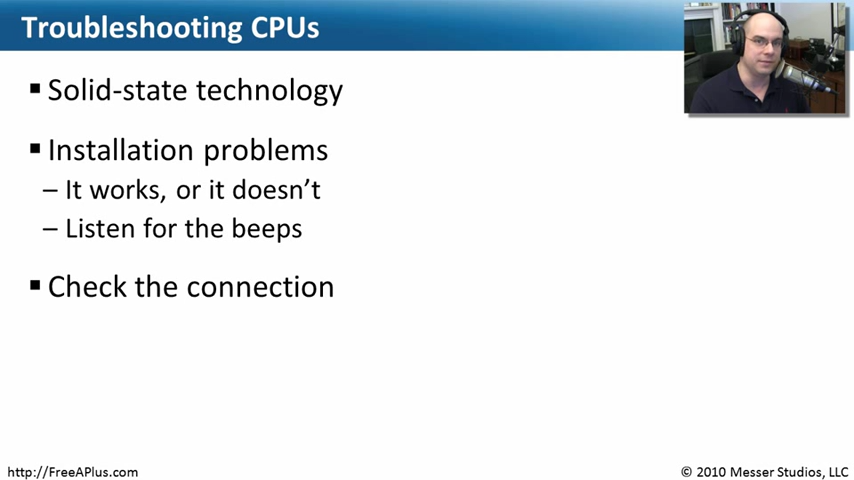 Troubleshooting CPUs
▪ Solid-state technology
▪ Installation problems
– It works, or it doesn't
– Listen for the beeps
▪ Check the connection
http://FreeAPlus.com
© 2010 Messer Studios, LLC